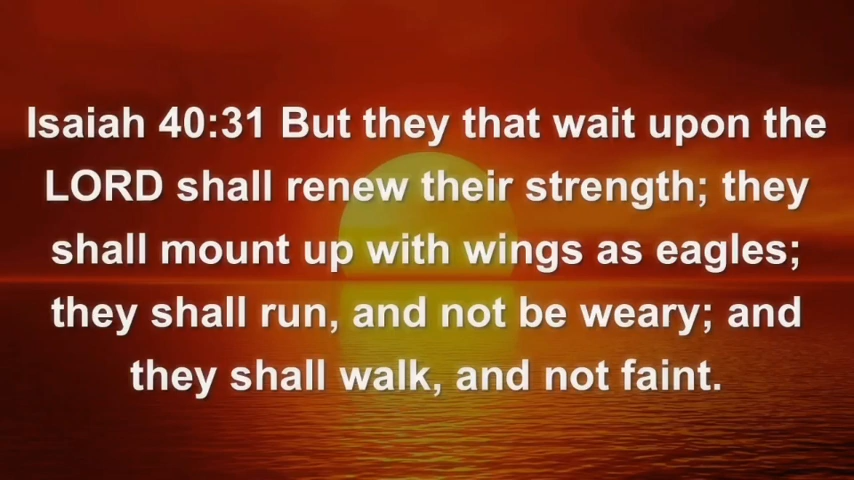 Isaiah 40:31 But they that wait upon the
LORD shall renew their strength; they
shall mount up with wings as eagles;
they shall run, and not be weary; and
they shall walk, and not faint.